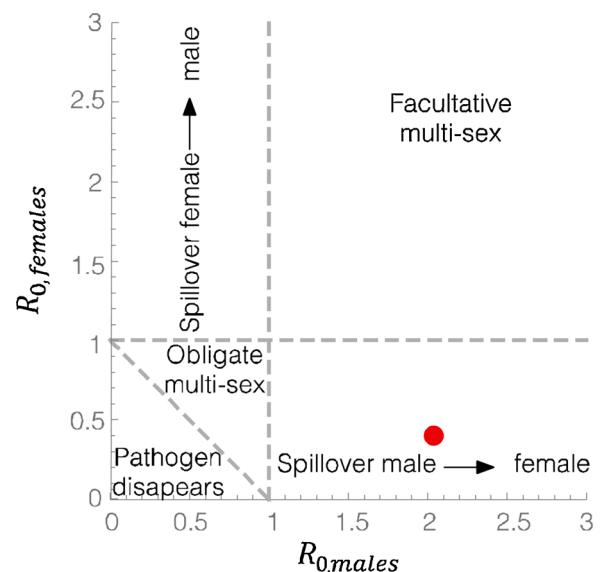 3
2.5
2
1.5
1
0.5
0
R0,females
Spillover female → male
Facultative
multi-sex
Obligate
multi-sex
Pathogen
disapears
Spillover male → female
0 0.5 1 1.5 2 2.5 3
R0,males